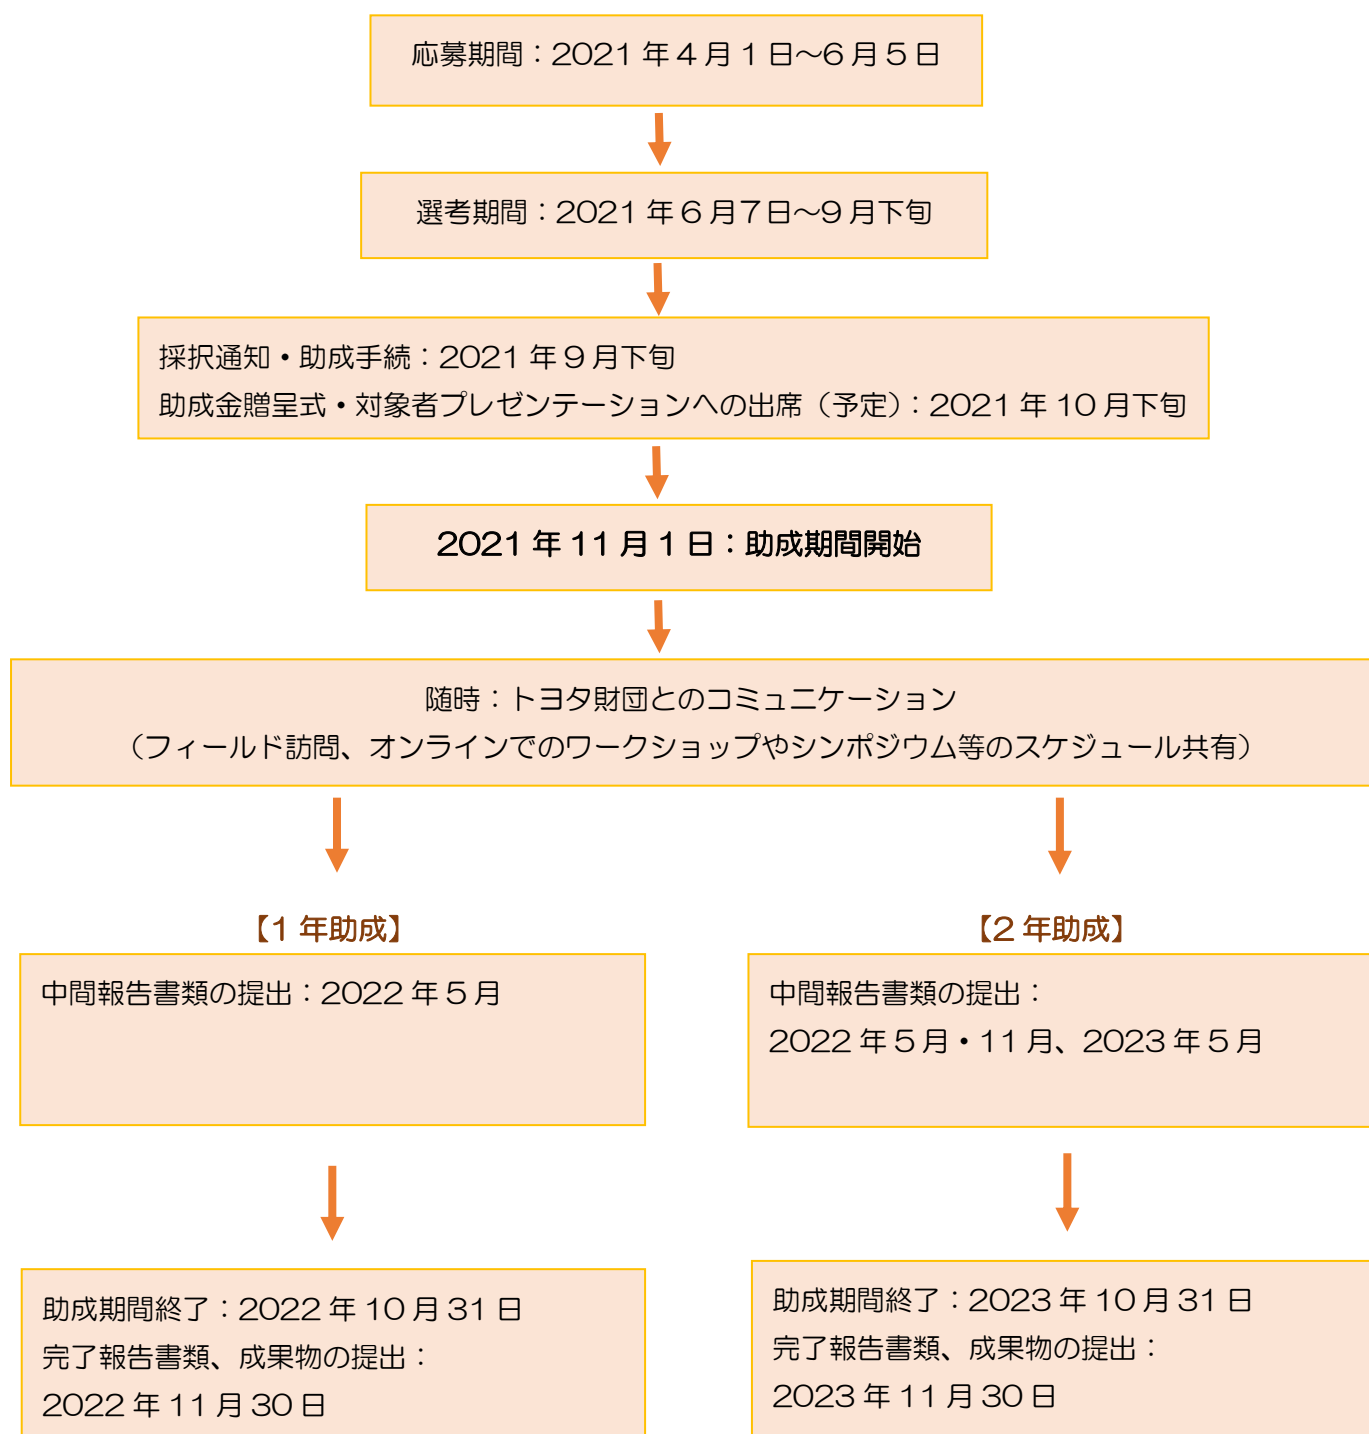 応募期間：2021年4月1日～6月5日
選考期間：2021年6月7日～9月下旬
採択通知・助成手続：2021年9月下旬
助成金贈呈式・対象者プレゼンテーションへの出席（予定）：2021年10月下旬
2021年11月1日：助成期間開始
随時：トヨタ財団とのコミュニケーション
（フィールド訪問、オンラインでのワークショップやシンポジウム等のスケジュール共有）
【1年助成】
中間報告書類の提出：2022年5月
助成期間終了：2022年10月31日
完了報告書類、成果物の提出：
2022年11月30日
【2年助成】
中間報告書類の提出：
2022年5月・11月、2023年5月
助成期間終了：2023年10月31日
完了報告書類、成果物の提出：
2023年11月30日